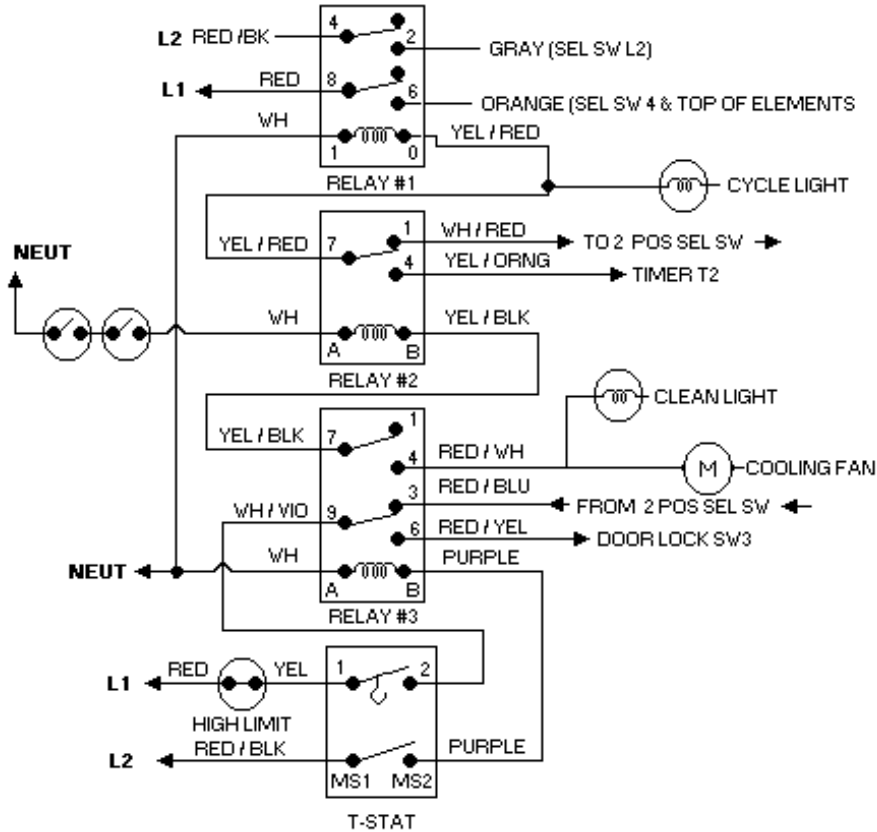 L2 RED /BK 4 2 GRAY (SEL SW L2)
L1 RED 8 6 ORANGE (SEL SW 4 & TOP OF ELEMENTS
WH YEL / RED
1 0
RELAY #1 CYCLE LIGHT
YEL / RED 7 1 WH / RED TO 2 POS SEL SW
4 YEL / ORNG TIMER T2
NEUT
WH YEL / BLK
A B
RELAY #2
CLEAN LIGHT
YEL / BLK 7 1
4 RED / WH M COOLING FAN
WH / VIO 9 3 RED / BLU FROM 2 POS SEL SW
6 RED / YEL DOOR LOCK SW3
NEUT WH PURPLE
A B
RELAY #3
L1 RED YEL 1 2
HIGH LIMIT
L2 RED / BLK PURPLE
MS1 MS2
T-STAT